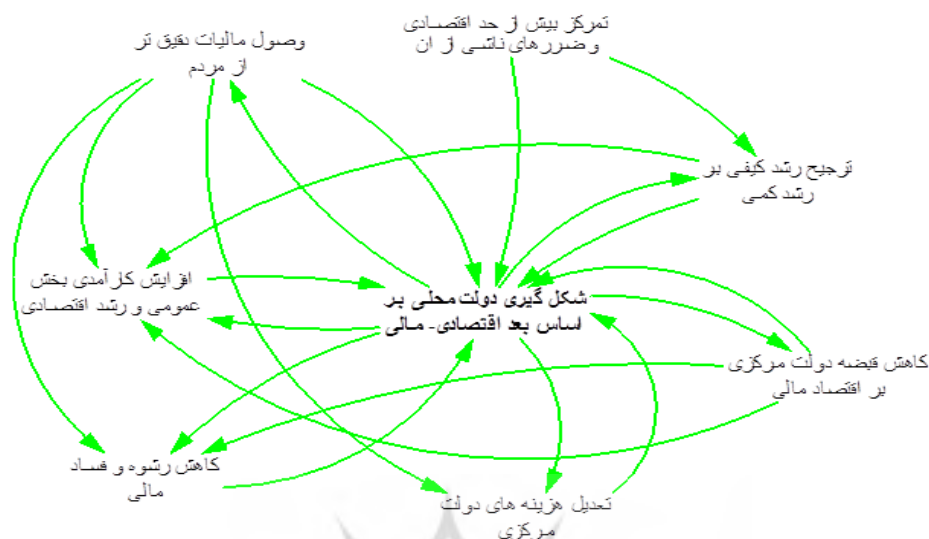 تمرکز بیش از حد اقتصادی
و ضررهای ناشی از ان
وصول مالیات دقیق تر
از مردم
ترجیح رشد کیفی بر
رشد کمی
افزایش کارآمدی بخش
عمومی و رشد اقتصادی
شکل گیری دولت محلی بر
اساس بعد اقتصادی- مالی
کاهش قبضه دولت مرکزی
بر اقتصاد مالی
کاهش رشوه و فساد
مالی
تعدیل هزینه های دولت
مرکزی